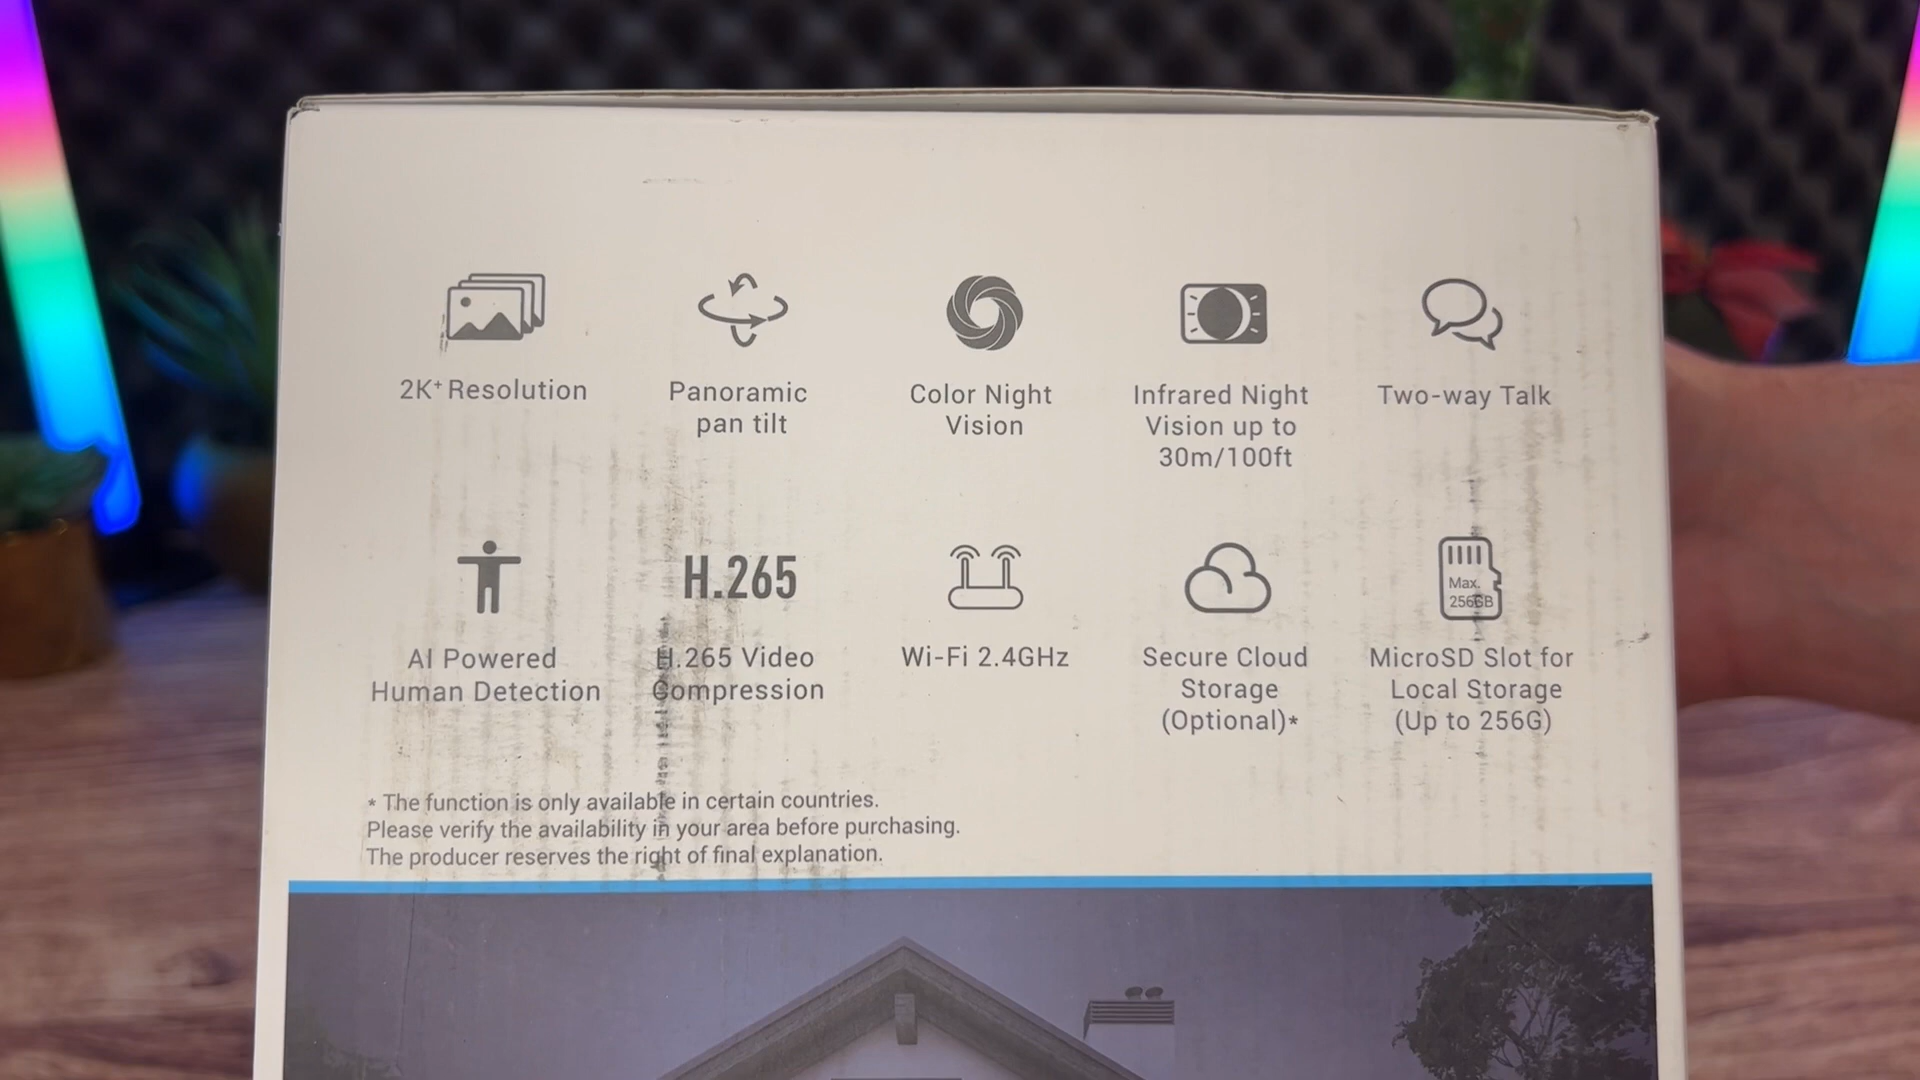 2K+ Resolution
Panoramic
pan tilt
Color Night
Vision
Infrared Night
Vision up to
30m/100ft
Two-way Talk
AI Powered
Human Detection
H.265
H.265 Video
Compression
Wi-Fi 2.4GHz
Secure Cloud
Storage
(Optional)*
Max.
256GB
MicroSD Slot for
Local Storage
(Up to 256G)
* The function is only available in certain countries.
Please verify the availability in your area before purchasing.
The producer reserves the right of final explanation.